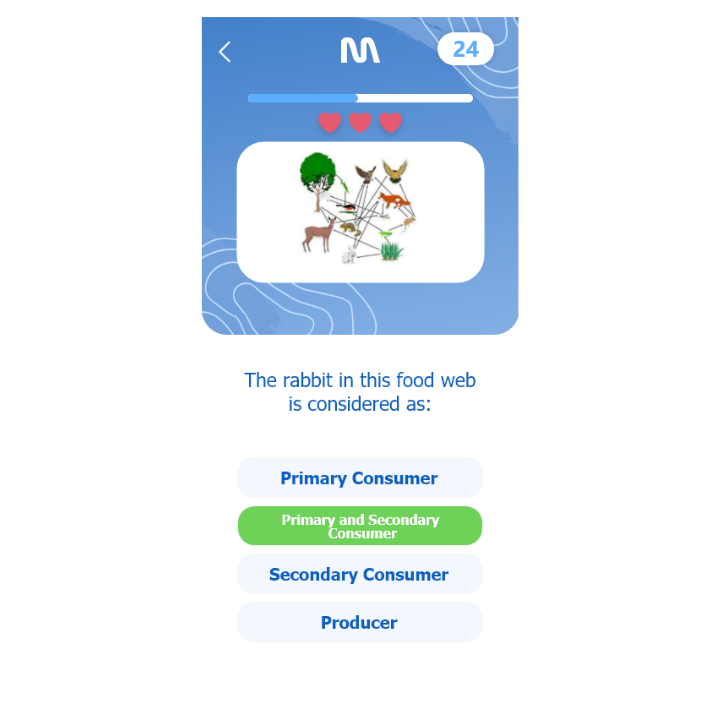 M
24
The rabbit in this food web
is considered as:
Primary Consumer
Primary and Secondary
Consumer
Secondary Consumer
Producer